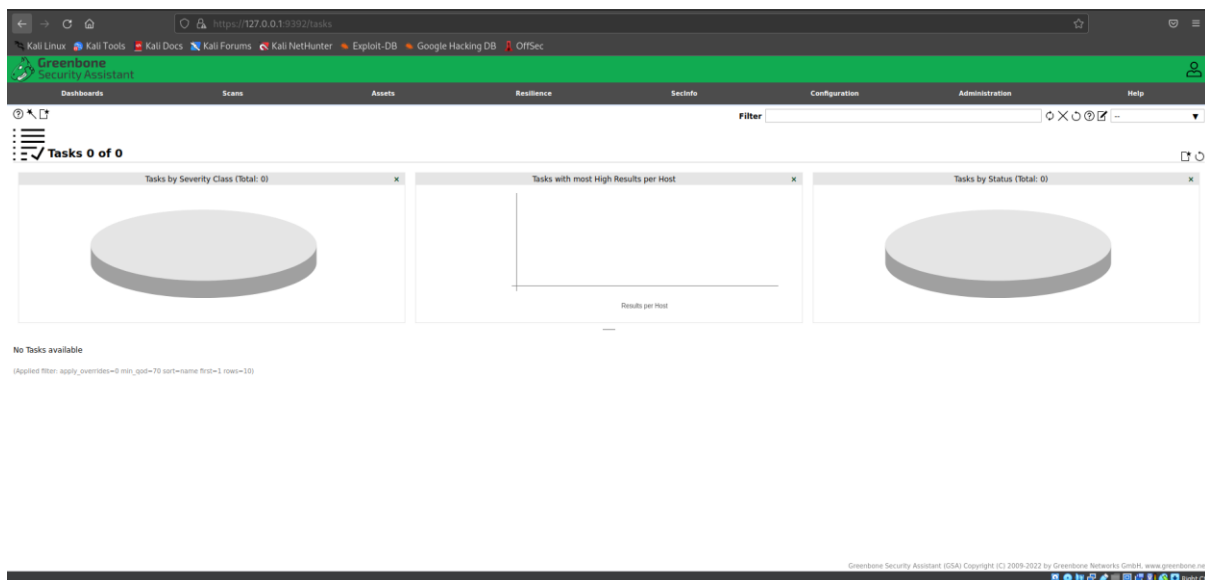 https://127.0.0.1:9392/tasks
Kali Linux Kali Tools Kali Docs Kali Forums Kali NetHunter Exploit-DB Google Hacking DB OffSec
Greenbone
Security Assistant
Dashboards Scans Assets Resilience SecInfo Configuration Administration Help
Filter --
Tasks 0 of 0
Tasks by Severity Class (Total: 0) × Tasks with most High Results per Host × Tasks by Status (Total: 0) ×
Results per Host
No Tasks available
(Applied filter: apply_overrides=0 min_qod=70 sort=name first=1 rows=10)
Greenbone Security Assistant (GSA) Copyright (C) 2009-2022 by Greenbone Networks GmbH, www.greenbone.ne
Right C